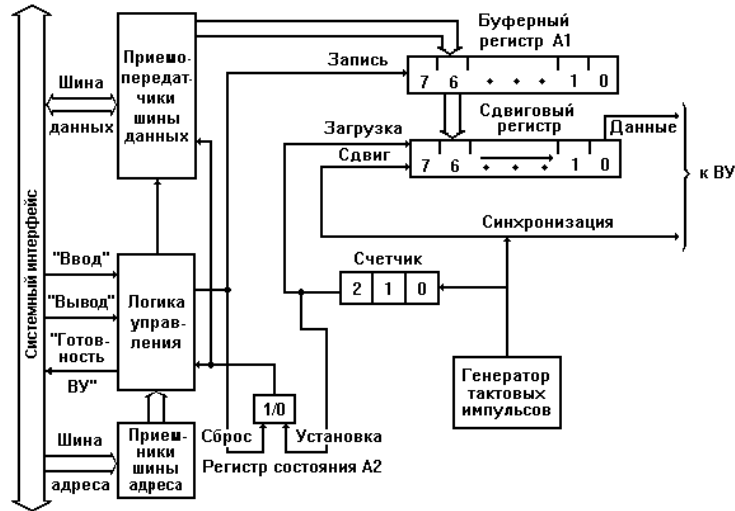 Системный интерфейс
Приемо-
передат-
чики
шины
данных
Шина
данных
Буферный
регистр А1
Запись
7 6 • • • 1 0
Сдвиговый
регистр
Загрузка
Сдвиг
7 6 • • • 1 0
Данные
к ВУ
Синхронизация
Счетчик
2 1 0
"Ввод"
"Вывод"
"Готов-
ность
ВУ"
Логика
управ-
ления
Генератор
тактовых
импульсов
1/0
Сброс
Установка
Регистр состояния А2
Шина
адреса
Прием-
ники
шины
адреса